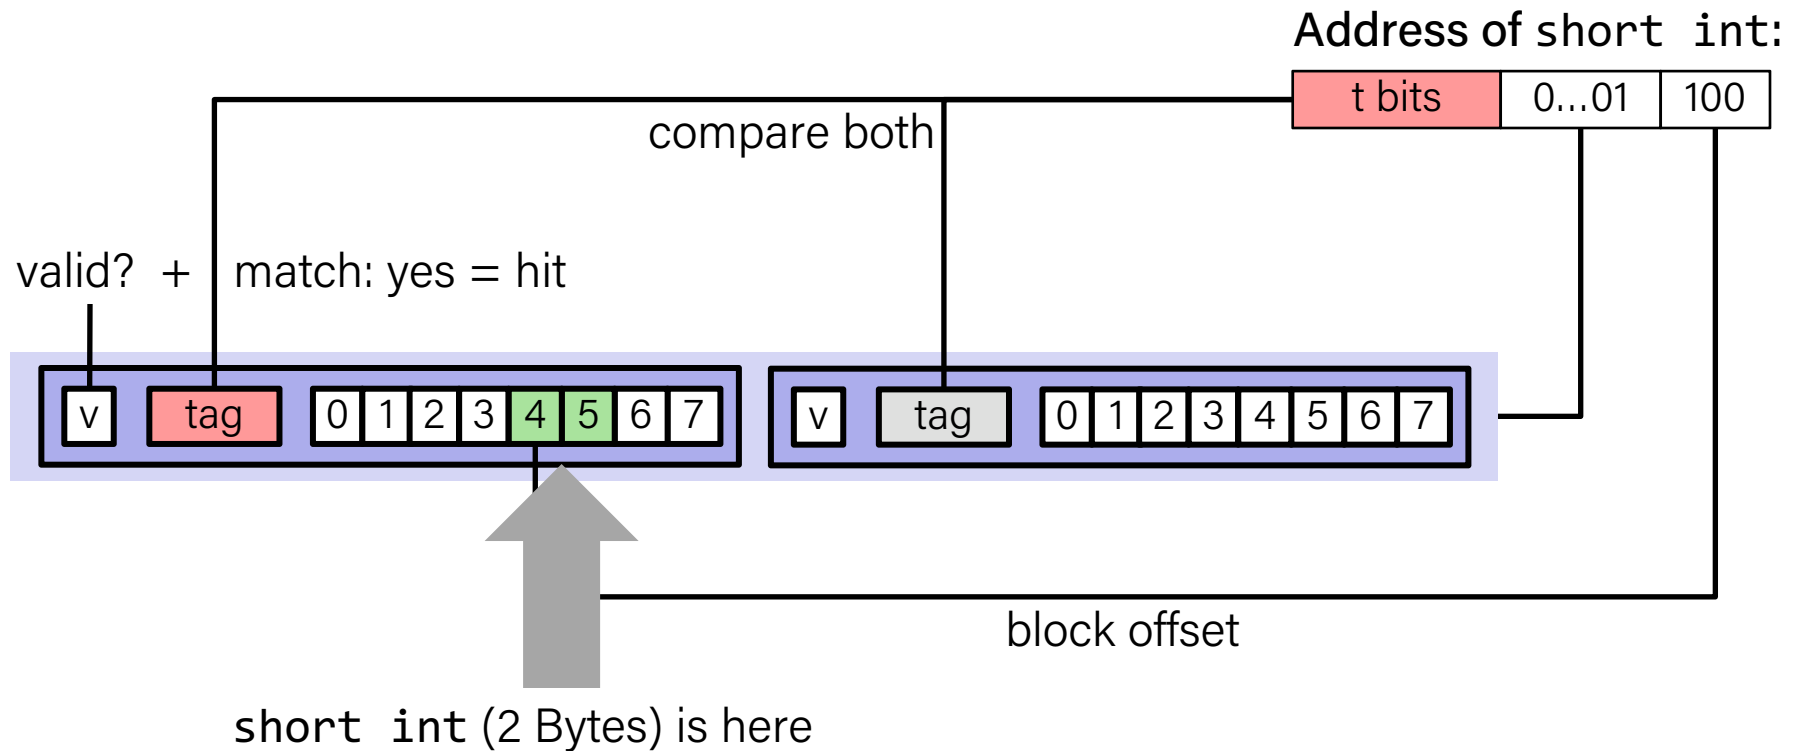 Address of short int:
t bits 0...01 100
compare both
valid? + match: yes = hit
v tag 0 1 2 3 4 5 6 7 v tag 0 1 2 3 4 5 6 7
block offset
short int (2 Bytes) is here